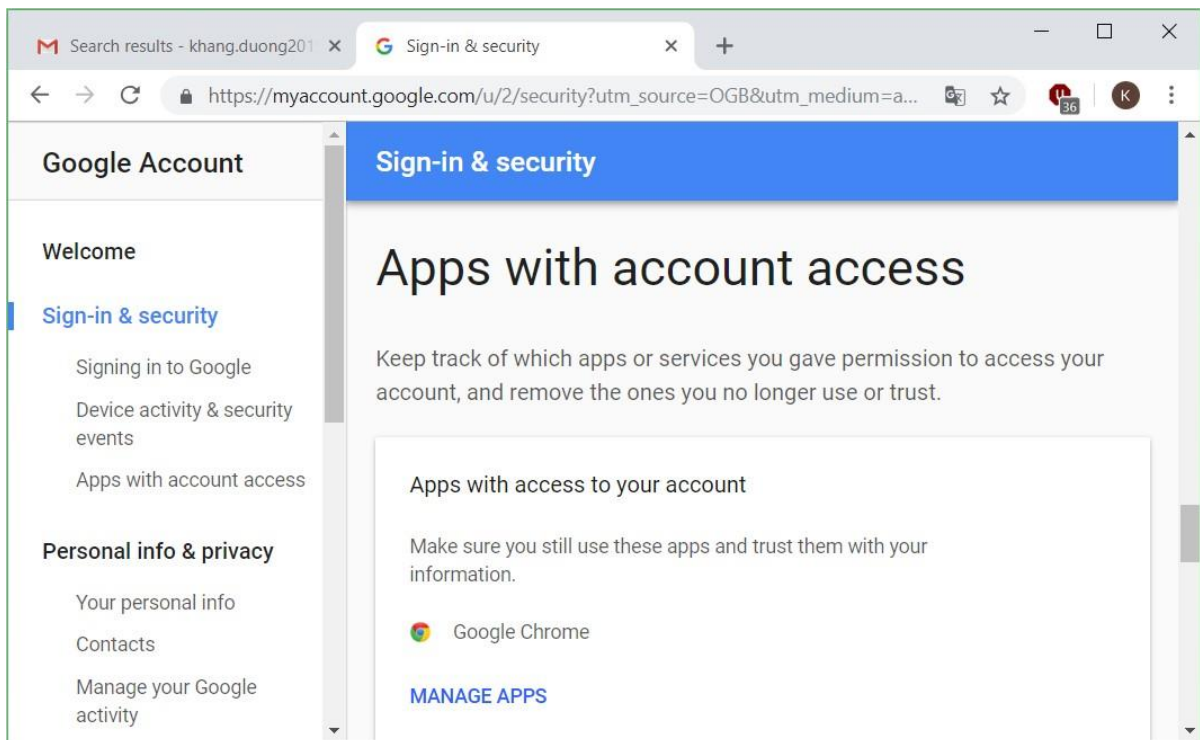 Search results - khang.duong201
Sign-in & security
https://myaccount.google.com/u/2/security?utm_source=OGB&utm_medium=a...
36
K
Google Account
Sign-in & security
Welcome
Sign-in & security
Signing in to Google
Device activity & security
events
Apps with account access
Personal info & privacy
Your personal info
Contacts
Manage your Google
activity
Apps with account access
Keep track of which apps or services you gave permission to access your
account, and remove the ones you no longer use or trust.
Apps with access to your account
Make sure you still use these apps and trust them with your
information.
Google Chrome
MANAGE APPS